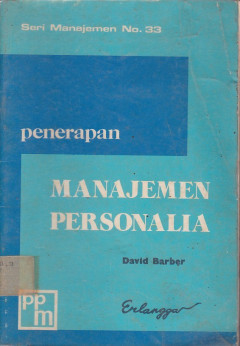 Seri Manajemen No. 33
penerapan
MANAJEMEN
PERSONALIA
David Barber
ppm
Erlangga